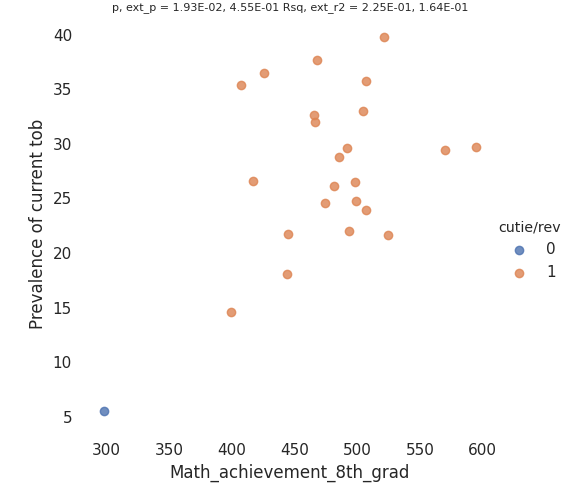 p, ext_p = 1.93E-02, 4.55E-01 Rsq, ext_r2 = 2.25E-01, 1.64E-01
40
35
30
25
20
15
10
5
Prevalence of current tob
cutie/rev
0
1
300 350 400 450 500 550 600
Math_achievement_8th_grad